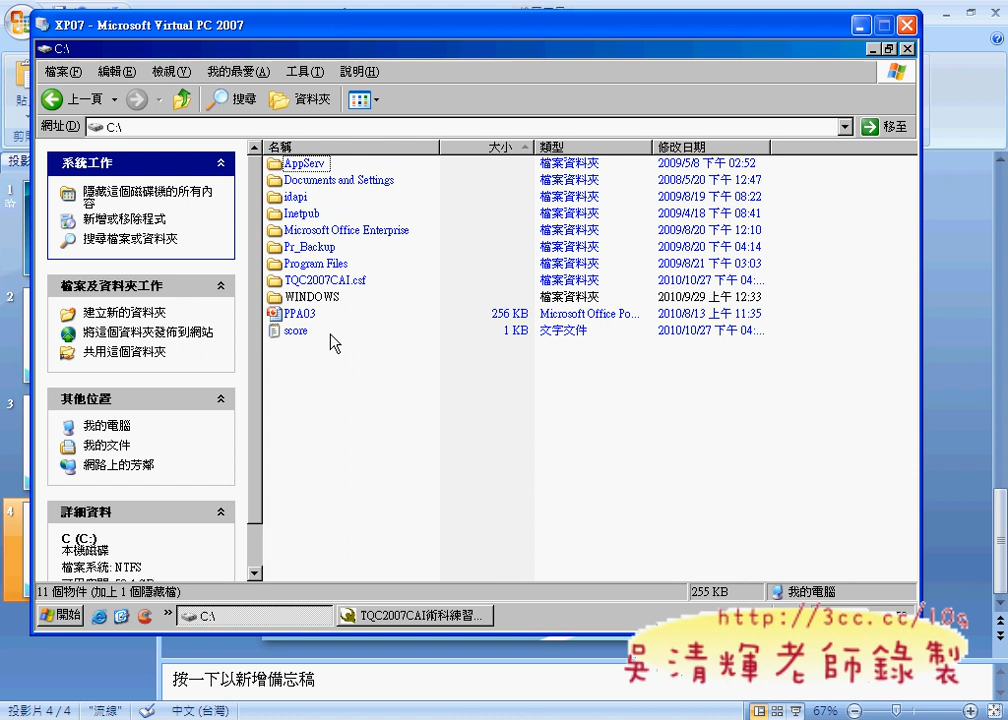 XP07 - Microsoft Virtual PC 2007
C:\
檔案(F) 編輯(E) 檢視(V) 我的最愛(A) 工具(T) 說明(H)
上一頁 搜尋 資料夾
網址(D) C:\ 移至
系統工作
隱藏這個磁碟機的所有內容
新增或移除程式
搜尋檔案或資料夾
檔案及資料夾工作
建立新的資料夾
將這個資料夾發佈到網站
共用這個資料夾
其他位置
我的電腦
我的文件
網路上的芳鄰
詳細資料
C (C:)
本機磁碟
檔案系統: NTFS
名稱 大小 類型 修改日期
AppServ 檔案資料夾 2009/5/8 下午 02:52
Documents and Settings 檔案資料夾 2008/5/20 下午 12:47
idapi 檔案資料夾 2009/8/19 下午 08:22
Inetpub 檔案資料夾 2009/4/18 下午 08:41
Microsoft Office Enterprise 檔案資料夾 2009/8/20 下午 12:10
Pr_Backup 檔案資料夾 2009/8/20 下午 04:14
Program Files 檔案資料夾 2009/8/21 下午 03:03
TQC2007CAI.csf 檔案資料夾 2010/10/27 下午 04:...
WINDOWS 檔案資料夾 2010/9/29 上午 12:33
PPA03 256 KB Microsoft Office Po... 2010/8/13 上午 11:35
score 1 KB 文字文件 2010/10/27 下午 04:...
11 個物件 (加上 1 個隱藏檔) 255 KB 我的電腦
開始 » C:\ TQC2007CAI術科練習...
http://3cc.cc/10q
吳清輝老師錄製
按一下以新增備忘稿
投影片 4 / 4 "流線" 中文 (台灣) 67%
1
2
3
4